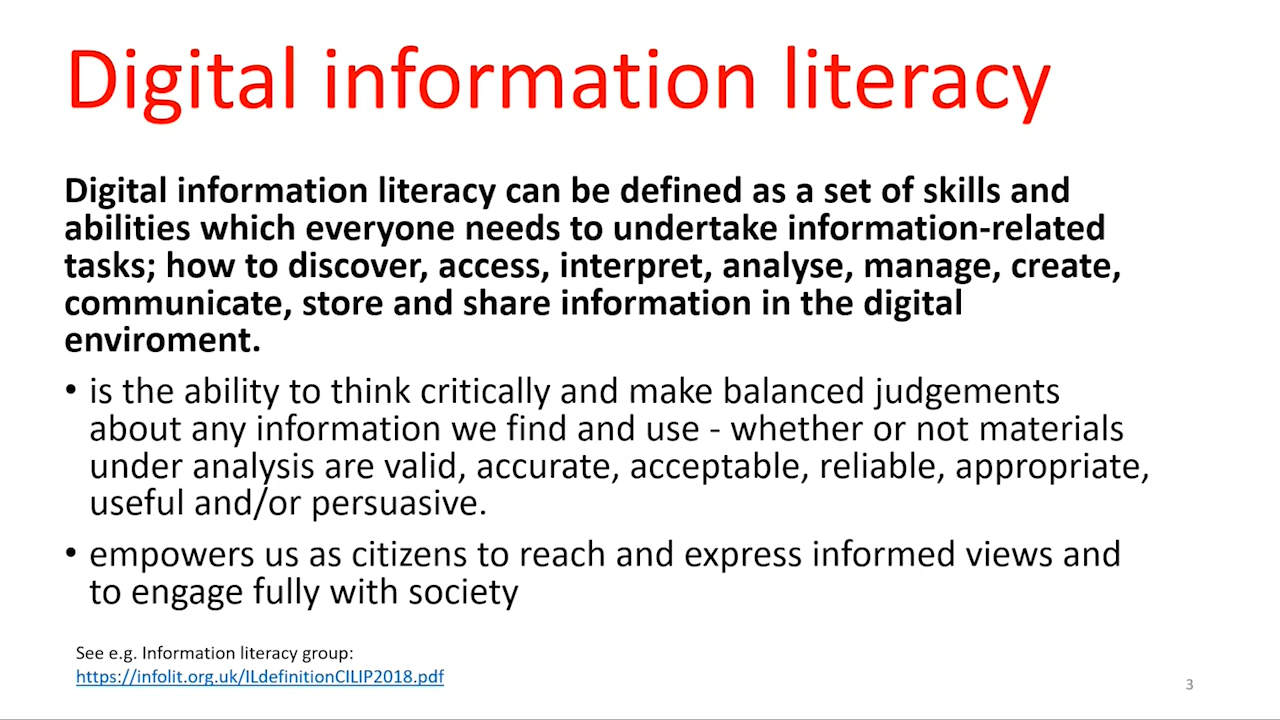 Digital information literacy
Digital information literacy can be defined as a set of skills and
abilities which everyone needs to undertake information-related
tasks; how to discover, access, interpret, analyse, manage, create,
communicate, store and share information in the digital
enviroment.
• is the ability to think critically and make balanced judgements
about any information we find and use - whether or not materials
under analysis are valid, accurate, acceptable, reliable, appropriate,
useful and/or persuasive.
• empowers us as citizens to reach and express informed views and
to engage fully with society
See e.g. Information literacy group:
https://infolit.org.uk/ILdefinitionCILIP2018.pdf
3